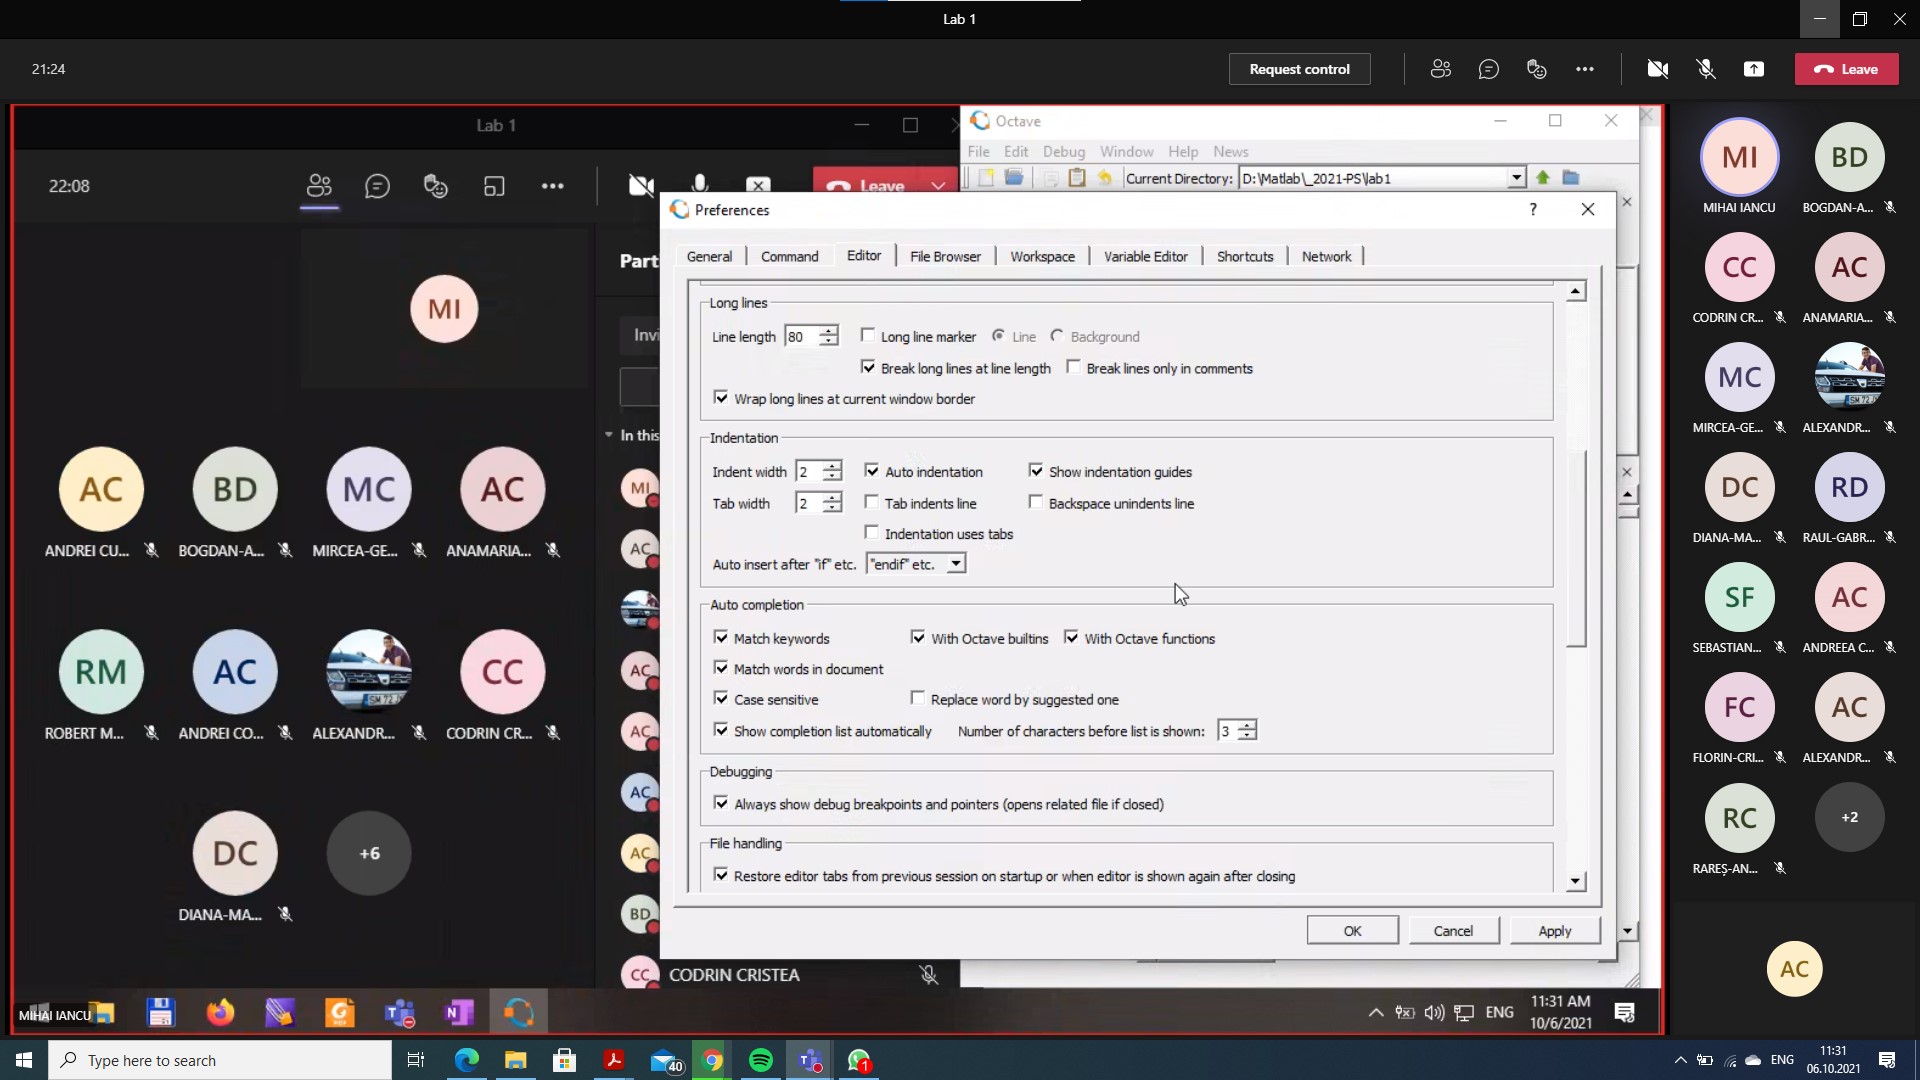 Lab 1
21:24
Request control
Leave
Lab 1
22:08
Leave
MI
AC
BD
MC
AC
ANDREI CU...
BOGDAN-A...
MIRCEA-GE...
ANAMARIA...
RM
AC
CC
ROBERT M...
ANDREI CO...
ALEXANDR...
CODRIN CR...
DC
+6
DIANA-MA...
Part
Invi
In this
MI
AC
AC
AC
AC
AC
BD
CC
CODRIN CRISTEA
Octave
File Edit Debug Window Help News
Current Directory: D:\Matlab\_2021-PS\lab1
Preferences
?
General Command Editor File Browser Workspace Variable Editor Shortcuts Network
Long lines
Line length 80 Long line marker Line Background
Break long lines at line length Break lines only in comments
Wrap long lines at current window border
Indentation
Indent width 2 Auto indentation Show indentation guides
Tab width 2 Tab indents line Backspace unindents line
Indentation uses tabs
Auto insert after "if" etc. "endif" etc.
Auto completion
Match keywords With Octave builtins With Octave functions
Match words in document
Case sensitive Replace word by suggested one
Show completion list automatically Number of characters before list is shown: 3
Debugging
Always show debug breakpoints and pointers (opens related file if closed)
File handling
Restore editor tabs from previous session on startup or when editor is shown again after closing
OK Cancel Apply
MIHAI IANCU
ENG
11:31 AM
10/6/2021
MI
BD
MIHAI IANCU
BOGDAN-A...
CC
AC
CODRIN CR...
ANAMARIA...
MC
MIRCEA-GE...
ALEXANDR...
DC
RD
DIANA-MA...
RAUL-GABR...
SF
AC
SEBASTIAN...
ANDREEA C...
FC
AC
FLORIN-CRI...
ALEXANDR...
RC
+2
RAREȘ-AN...
AC
Type here to search
40
1
ENG
11:31
06.10.2021